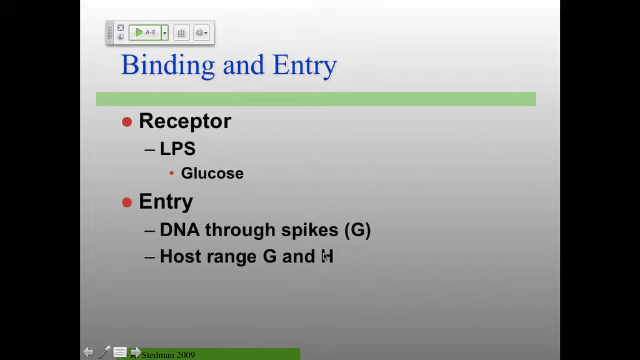 A-E
Binding and Entry
Receptor
– LPS
• Glucose
Entry
– DNA through spikes (G)
– Host range G and H
Stedman 2009